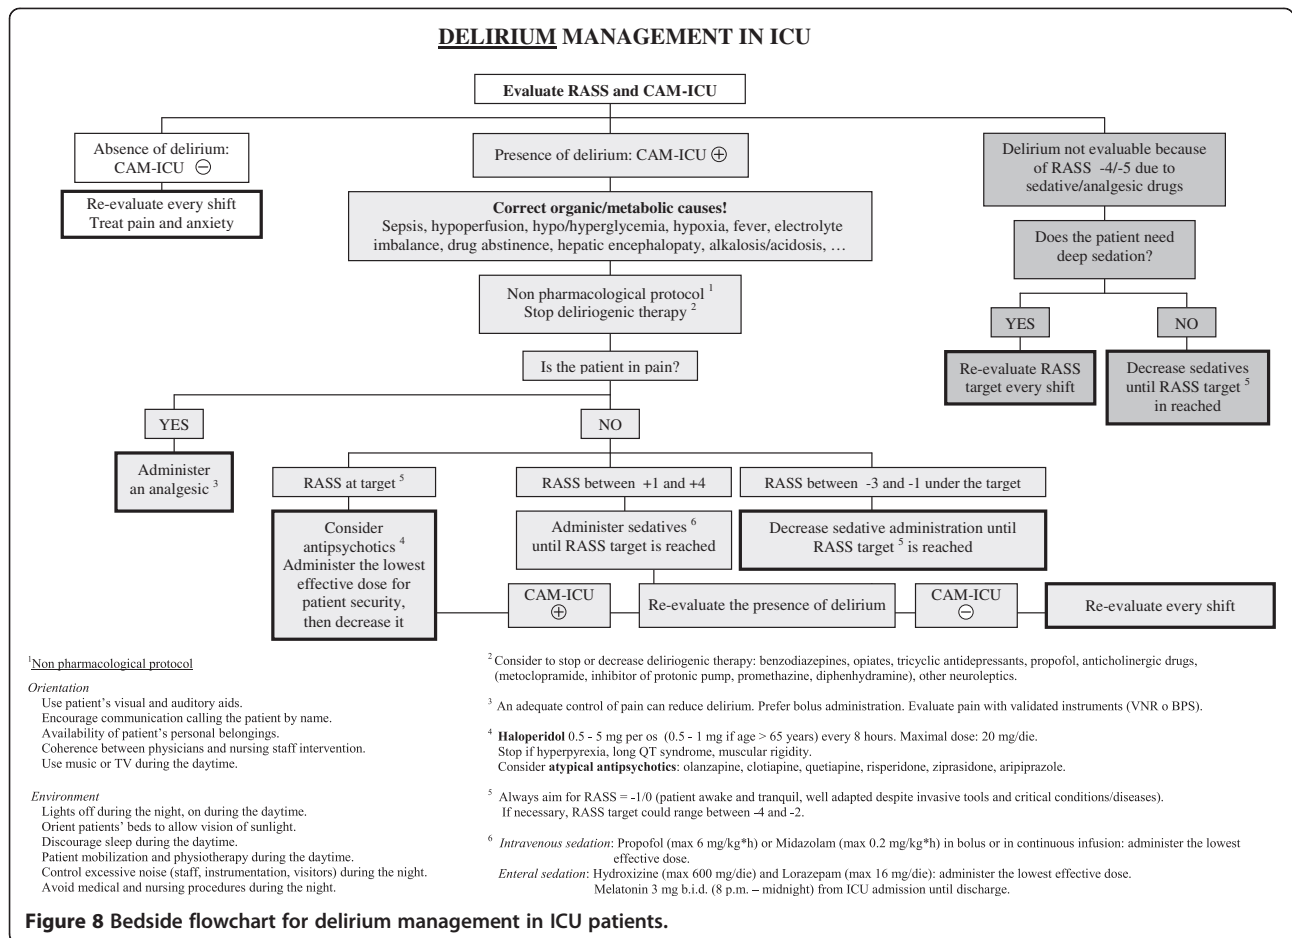 DELIRIUM MANAGEMENT IN ICU
Evaluate RASS and CAM-ICU
Absence of delirium:
CAM-ICU ⊖
Re-evaluate every shift
Treat pain and anxiety
Presence of delirium: CAM-ICU ⊕
Correct organic/metabolic causes!
Sepsis, hypoperfusion, hypo/hyperglycemia, hypoxia, fever, electrolyte
imbalance, drug abstinence, hepatic encephalopaty, alkalosis/acidosis, …
Non pharmacological protocol 1
Stop deliriogenic therapy 2
Is the patient in pain?
Delirium not evaluable because
of RASS -4/-5 due to
sedative/analgesic drugs
Does the patient need
deep sedation?
YES
NO
Re-evaluate RASS
target every shift
Decrease sedatives
until RASS target 5
in reached
YES
NO
Administer
an analgesic 3
RASS at target 5
RASS between +1 and +4
RASS between -3 and -1 under the target
Consider
antipsychotics 4
Administer the lowest
effective dose for
patient security,
then decrease it
Administer sedatives 6
until RASS target is reached
Decrease sedative administration until
RASS target 5 is reached
CAM-ICU
⊕
Re-evaluate the presence of delirium
CAM-ICU
⊖
Re-evaluate every shift
1Non pharmacological protocol
Orientation
Use patient's visual and auditory aids.
Encourage communication calling the patient by name.
Availability of patient's personal belongings.
Coherence between physicians and nursing staff intervention.
Use music or TV during the daytime.
Environment
Lights off during the night, on during the daytime.
Orient patients' beds to allow vision of sunlight.
Discourage sleep during the daytime.
Patient mobilization and physiotherapy during the daytime.
Control excessive noise (staff, instrumentation, visitors) during the night.
Avoid medical and nursing procedures during the night.
2 Consider to stop or decrease deliriogenic therapy: benzodiazepines, opiates, tricyclic antidepressants, propofol, anticholinergic drugs,
(metoclopramide, inhibitor of protonic pump, promethazine, diphenhydramine), other neuroleptics.
3 An adequate control of pain can reduce delirium. Prefer bolus administration. Evaluate pain with validated instruments (VNR o BPS).
4 Haloperidol 0.5 - 5 mg per os (0.5 - 1 mg if age > 65 years) every 8 hours. Maximal dose: 20 mg/die.
Stop if hyperpyrexia, long QT syndrome, muscular rigidity.
Consider atypical antipsychotics: olanzapine, clotiapine, quetiapine, risperidone, ziprasidone, aripiprazole.
5 Always aim for RASS = -1/0 (patient awake and tranquil, well adapted despite invasive tools and critical conditions/diseases).
If necessary, RASS target could range between -4 and -2.
6 Intravenous sedation: Propofol (max 6 mg/kg*h) or Midazolam (max 0.2 mg/kg*h) in bolus or in continuous infusion: administer the lowest
effective dose.
Enteral sedation: Hydroxizine (max 600 mg/die) and Lorazepam (max 16 mg/die): administer the lowest effective dose.
Melatonin 3 mg b.i.d. (8 p.m. – midnight) from ICU admission until discharge.
Figure 8 Bedside flowchart for delirium management in ICU patients.